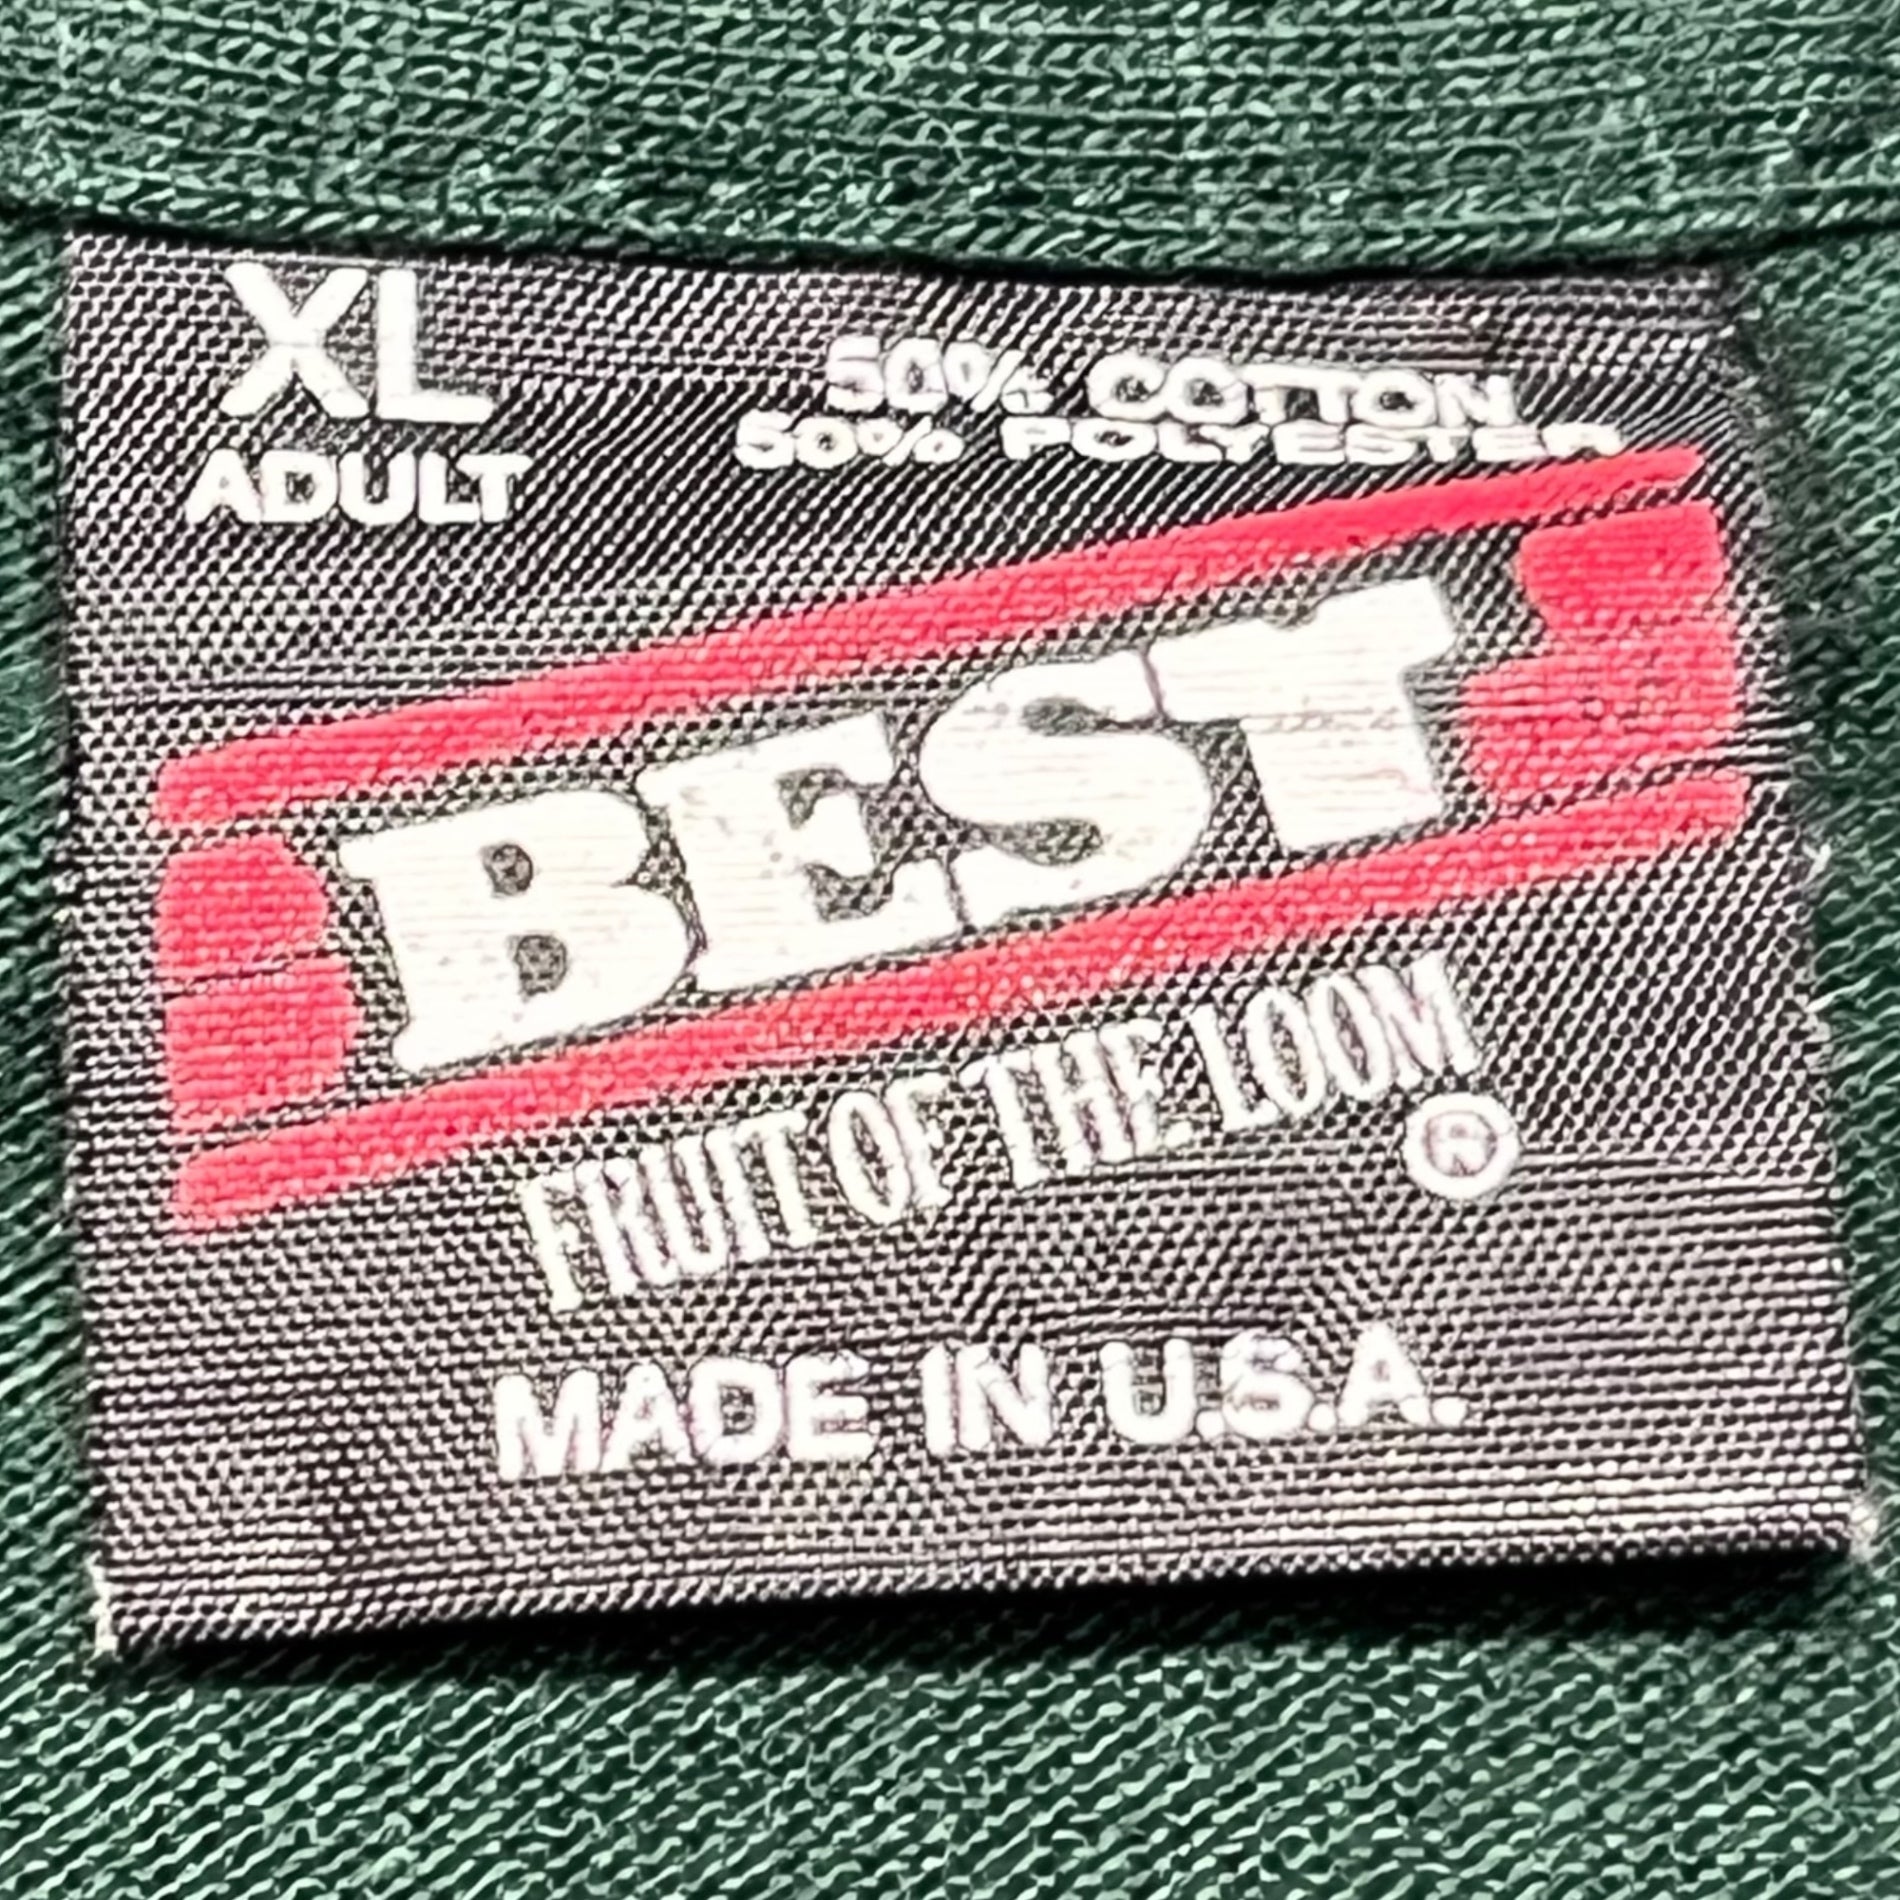 XL
ADULT
50% COTTON
50% POLYESTER
BEST
FRUIT OF THE LOOM
®
MADE IN U.S.A.